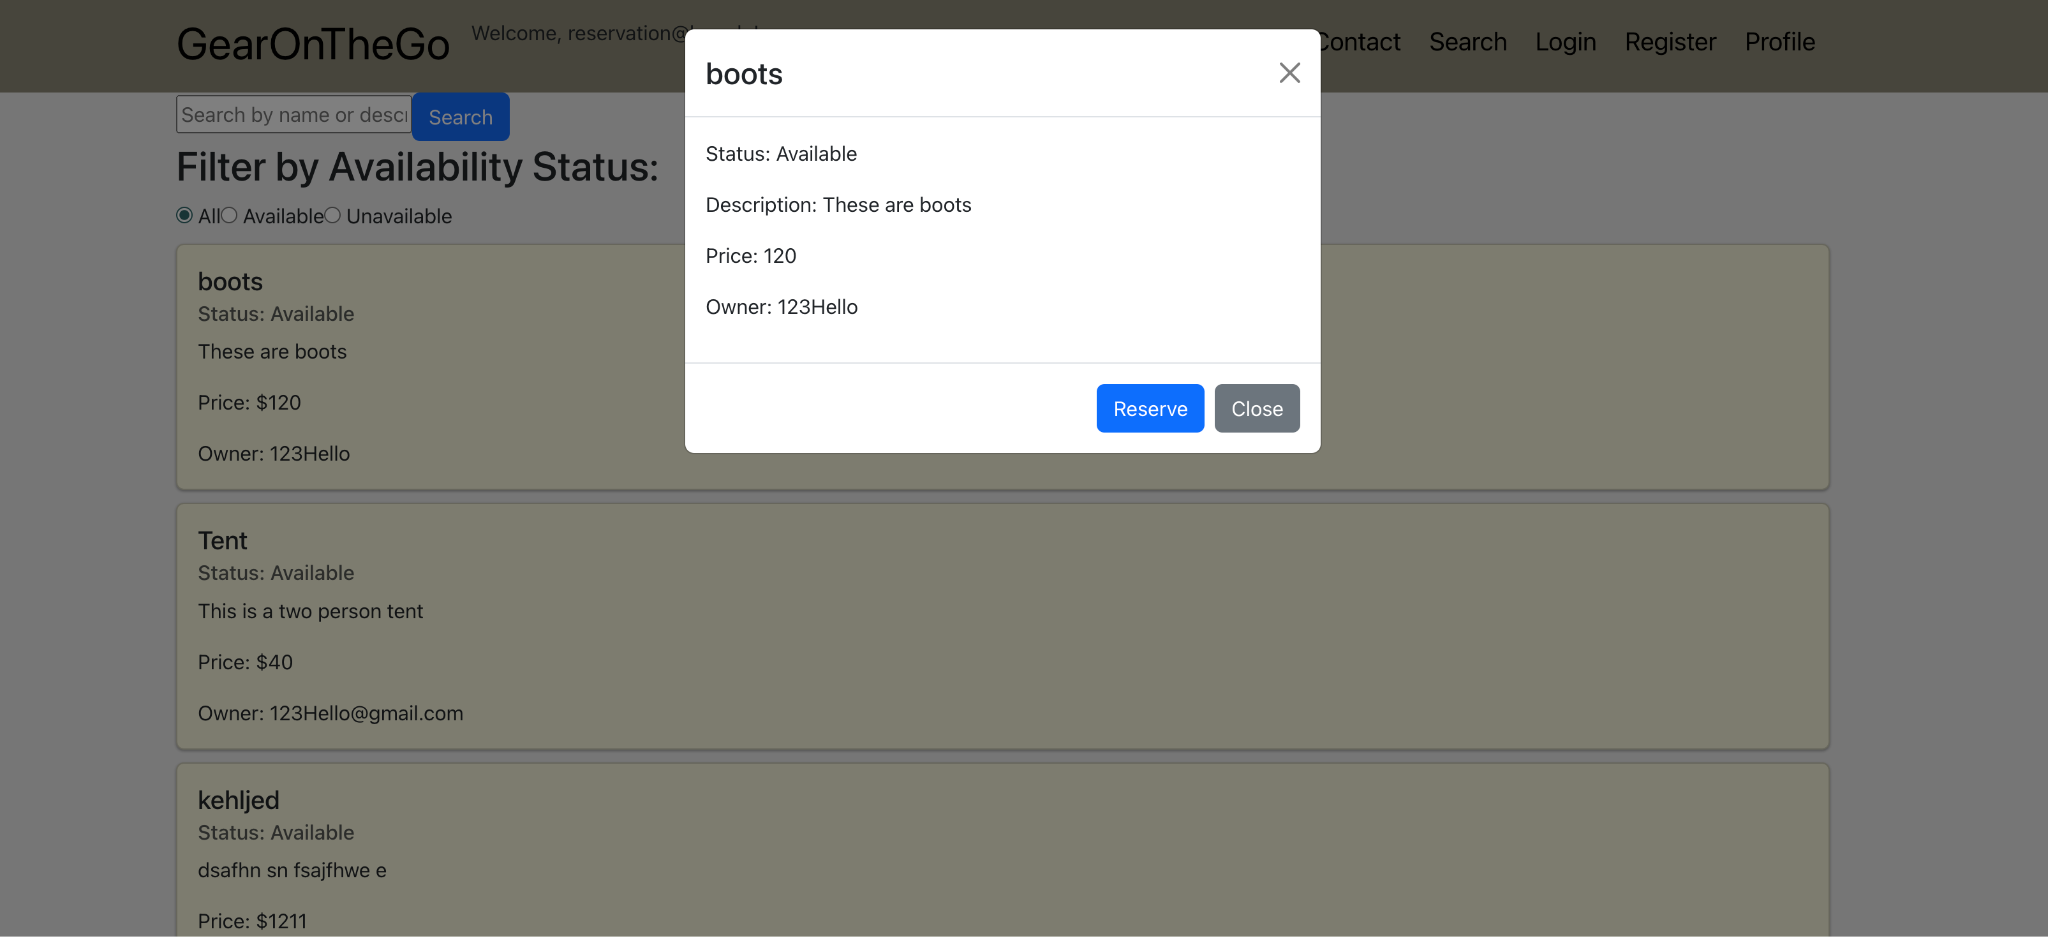 GearOnTheGo
Welcome,
Contact Search Login Register Profile
Search by name or descr
Search
Filter by Availability Status:
All Available Unavailable
boots
Status: Available
These are boots
Price: $120
Owner: 123Hello
Tent
Status: Available
This is a two person tent
Price: $40
Owner: 123Hello@gmail.com
kehljed
Status: Available
dsafhn sn fsajfhwe e
Price: $1211
boots
Status: Available
Description: These are boots
Price: 120
Owner: 123Hello
Reserve Close